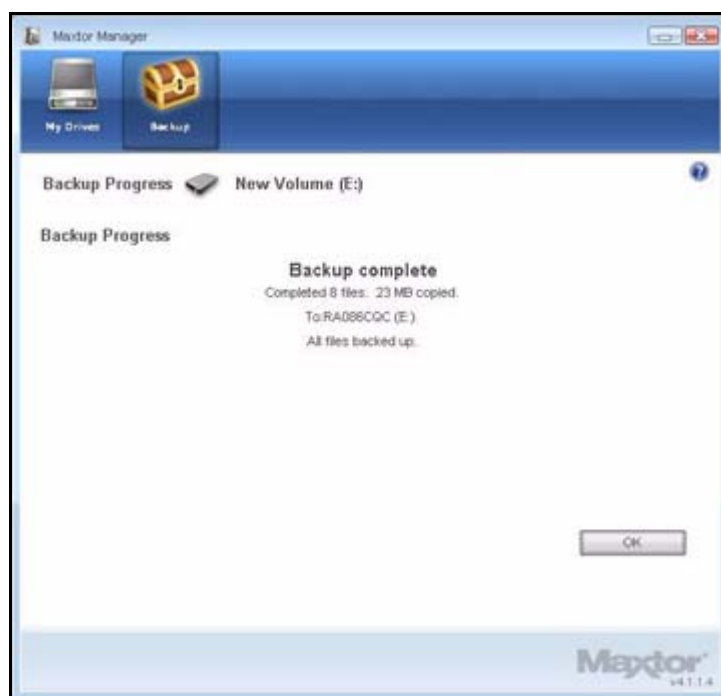 Maxtor Manager
My Drives
Backup
Backup Progress New Volume (E:)
Backup Progress
Backup complete
Completed 8 files. 23 MB copied.
To:RA086CQC (E:)
All files backed up.
OK
Maxtor
v4.1.1.4